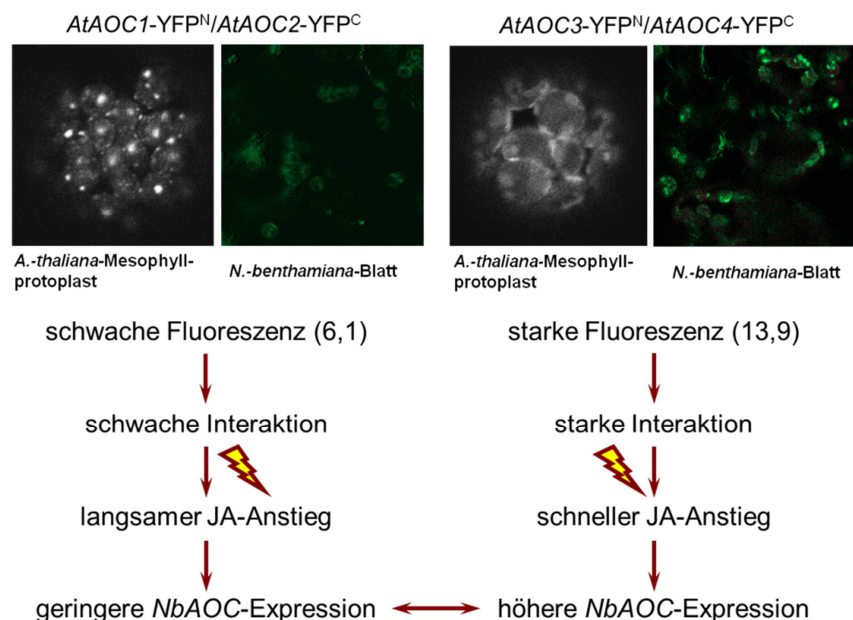 AtAOC1-YFPᴺ/AtAOC2-YFPᶜ
AtAOC3-YFPᴺ/AtAOC4-YFPᶜ
A.-thaliana-Mesophyll-
protoplast
N.-benthamiana-Blatt
A.-thaliana-Mesophyll-
protoplast
N.-benthamiana-Blatt
schwache Fluoreszenz (6,1)
starke Fluoreszenz (13,9)
schwache Interaktion
starke Interaktion
langsamer JA-Anstieg
schneller JA-Anstieg
geringere NbAOC-Expression
höhere NbAOC-Expression